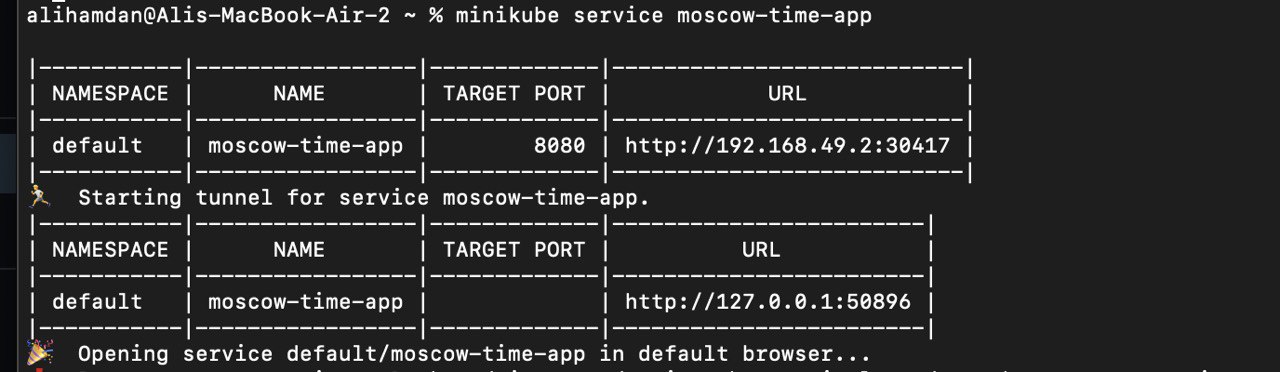 alihamdan@Alis-MacBook-Air-2 ~ % minikube service moscow-time-app
|-----------|-----------------|-------------|---------------------------|
| NAMESPACE |      NAME       | TARGET PORT |            URL            |
|-----------|-----------------|-------------|---------------------------|
| default   | moscow-time-app |        8080 | http://192.168.49.2:30417 |
|-----------|-----------------|-------------|---------------------------|
🏃  Starting tunnel for service moscow-time-app.
|-----------|-----------------|-------------|------------------------|
| NAMESPACE |      NAME       | TARGET PORT |          URL           |
|-----------|-----------------|-------------|------------------------|
| default   | moscow-time-app |             | http://127.0.0.1:50896 |
|-----------|-----------------|-------------|------------------------|
🎉  Opening service default/moscow-time-app in default browser...